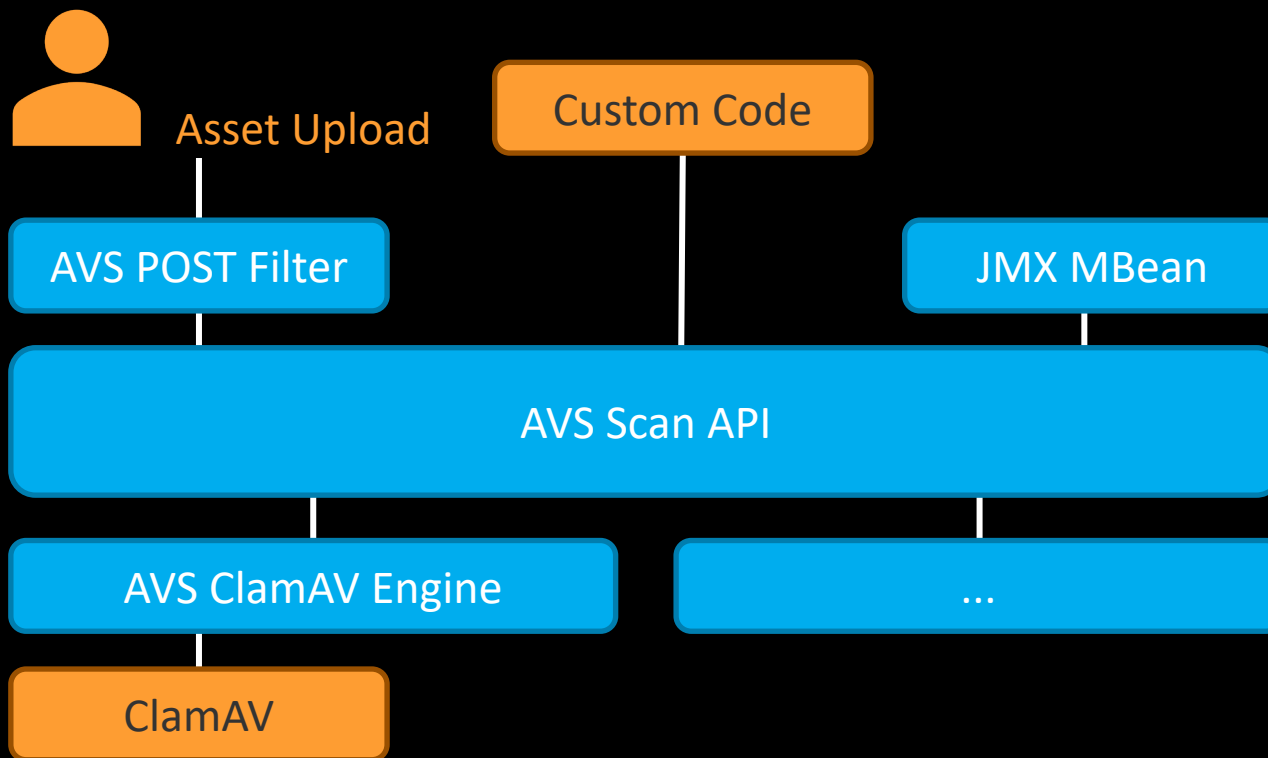 Asset Upload
Custom Code
AVS POST Filter
JMX MBean
AVS Scan API
AVS ClamAV Engine
...
ClamAV